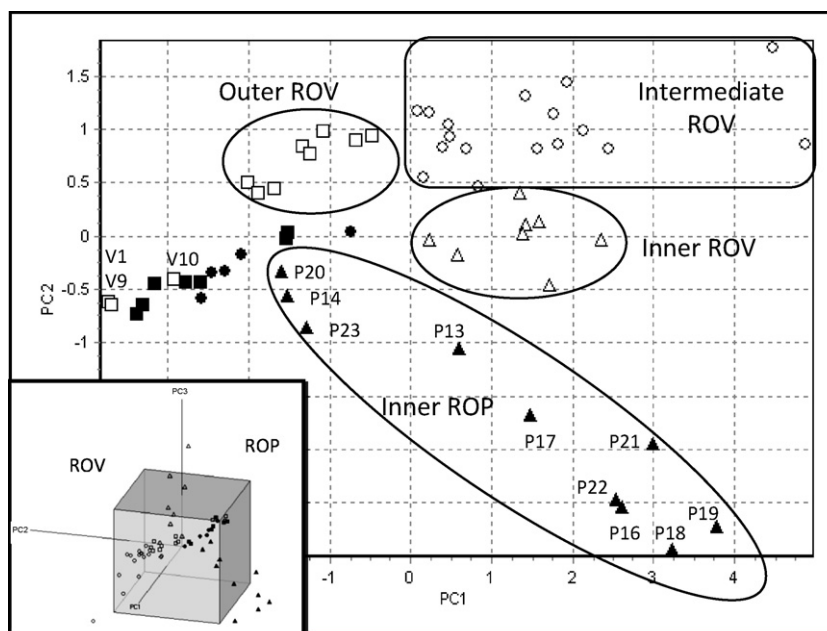 1.5
Outer ROV
Intermediate
ROV
1
0.5
0
V1
V10
Inner ROV
V9
-0.5
P20
P14
PC2
P23
P13
-1
Inner ROP
PC3
P17
P21
ROV
ROP
P22
P19
P16
P18
PC2
PC1
-1
0
1
2
3
4
PC1